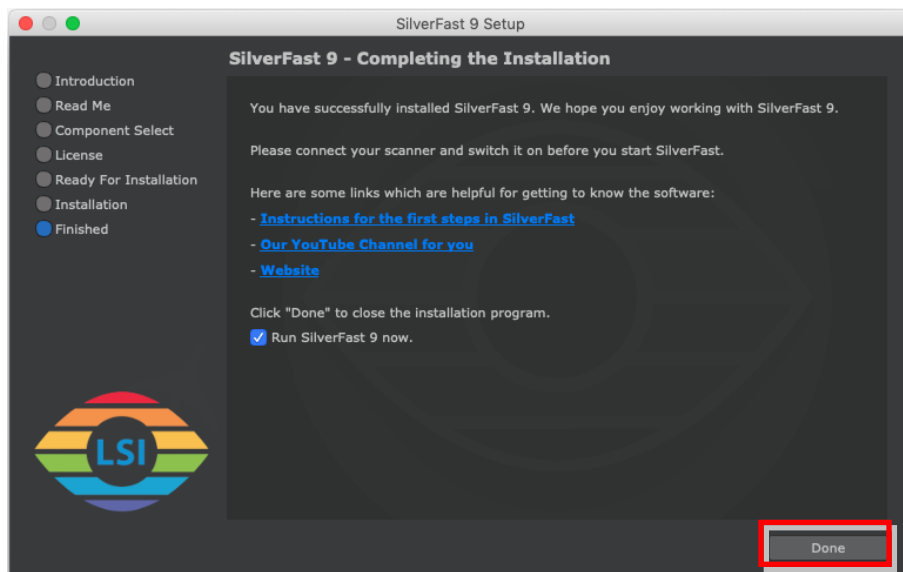 SilverFast 9 Setup
SilverFast 9 - Completing the Installation
Introduction
Read Me
Component Select
License
Ready For Installation
Installation
Finished
You have successfully installed SilverFast 9. We hope you enjoy working with SilverFast 9.
Please connect your scanner and switch it on before you start SilverFast.
Here are some links which are helpful for getting to know the software:
- Instructions for the first steps in SilverFast
- Our YouTube Channel for you
- Website
Click "Done" to close the installation program.
Run SilverFast 9 now.
LSI
Done